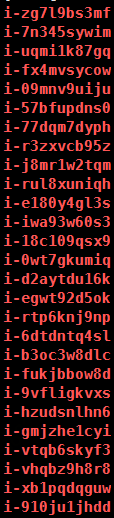 i-zg7l9bs3mf
i-7n345sywim
i-uqmi1k87gq
i-fx4mvsycow
i-09mnv9uiju
i-57bfupdns0
i-77dqm7dyph
i-r3zxvcb95z
i-j8mr1w2tqm
i-rul8xuniqh
i-e180y4gl3s
i-iwa93w60s3
i-18c109qsx9
i-0wt7gkumiq
i-d2aytdu16k
i-egwt92d5ok
i-rtp6knj9np
i-6dtdntq4sl
i-b3oc3w8dlc
i-fukjbbow8d
i-9vfligkvxs
i-hzudsnlhn6
i-gmjzhe1cyi
i-vtqb6skyf3
i-vhqbz9h8r8
i-xb1pqdqguw
i-910ju1jhdd